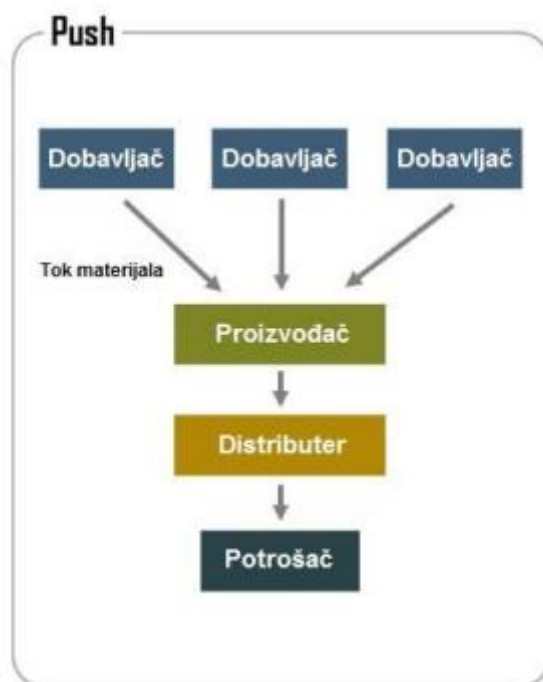 Push
Dobavljač Dobavljač Dobavljač
Tok materijala
Proizvođač
Distributer
Potrošač